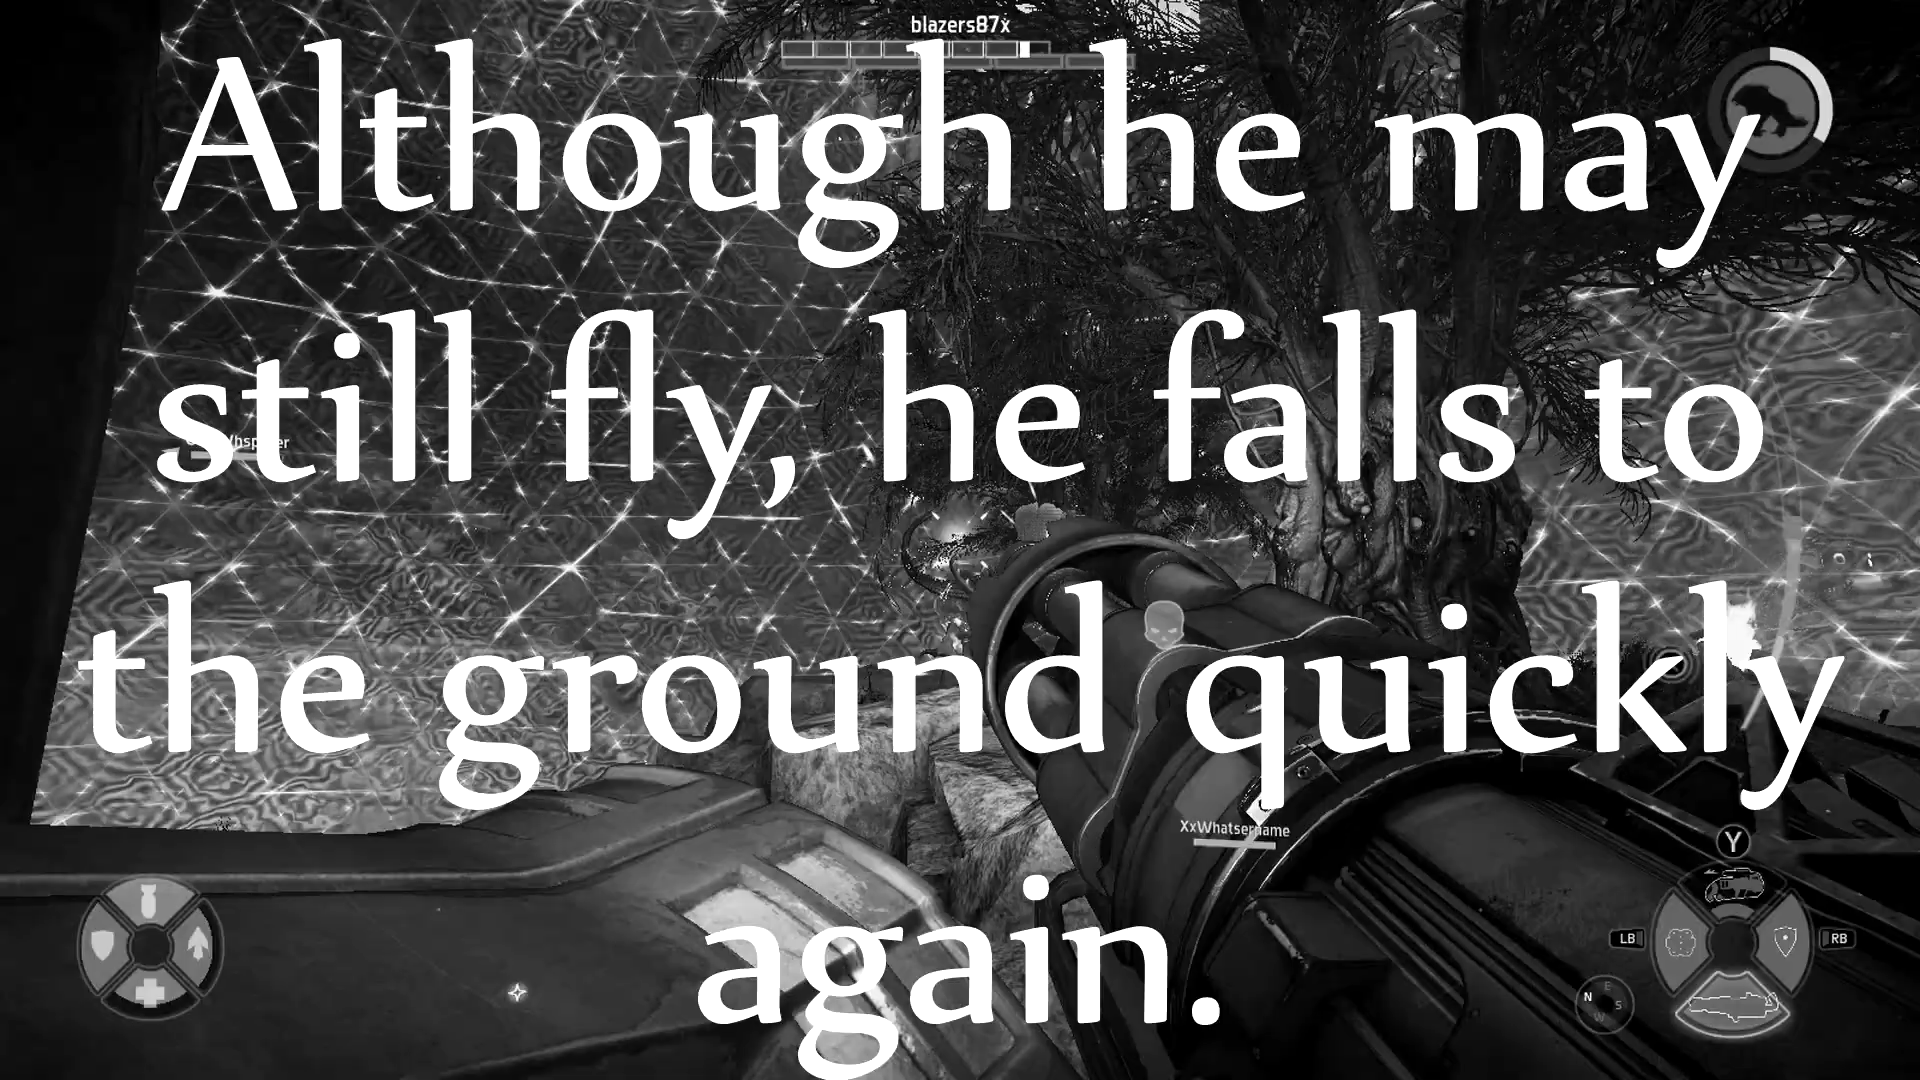 blazers87x
Although he may
still fly, he falls to
the ground quickly
again.
XxWhatsername
Y
LB
RB
N
E
S
W